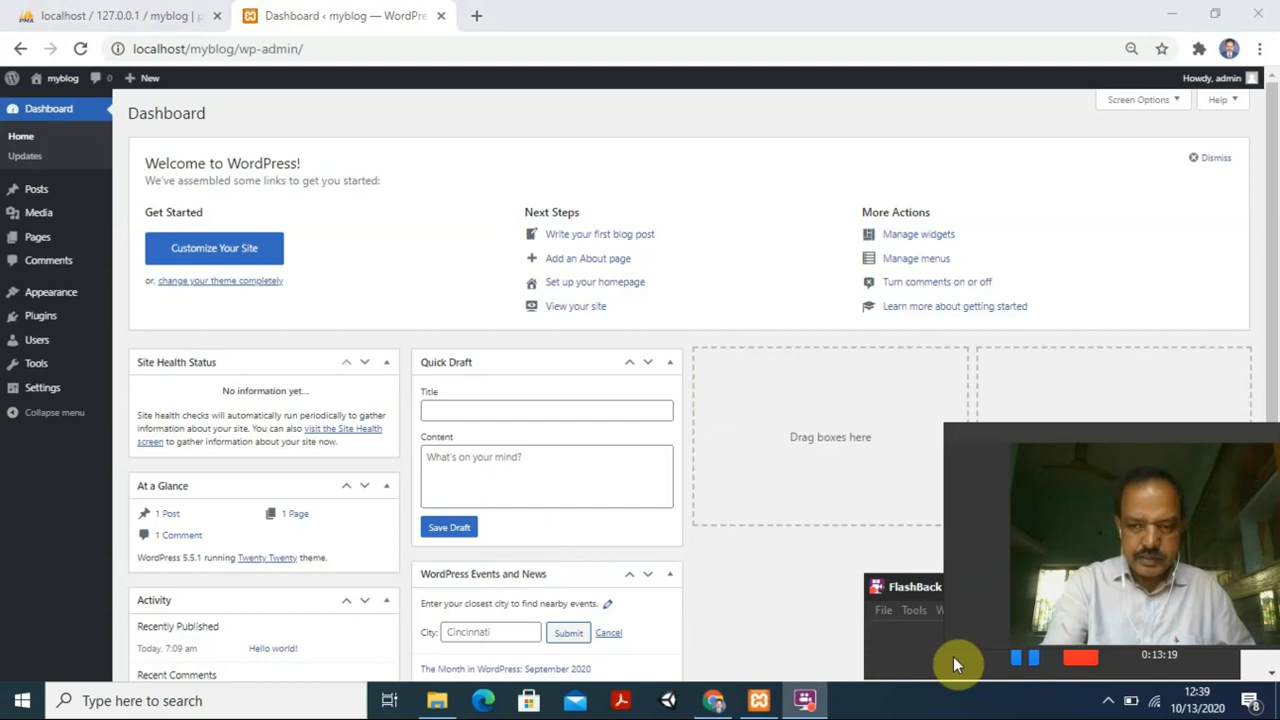 localhost / 127.0.0.1 / myblog | p
Dashboard ‹ myblog — WordPre
localhost/myblog/wp-admin/
myblog
0
New
Howdy, admin
Dashboard
Home
Updates
Posts
Media
Pages
Comments
Appearance
Plugins
Users
Tools
Settings
Collapse menu
Dashboard
Screen Options
Help
Welcome to WordPress!
We've assembled some links to get you started:
Dismiss
Get Started
Customize Your Site
or, change your theme completely
Next Steps
Write your first blog post
Add an About page
Set up your homepage
View your site
More Actions
Manage widgets
Manage menus
Turn comments on or off
Learn more about getting started
Site Health Status
No information yet...
Site health checks will automatically run periodically to gather
information about your site. You can also visit the Site Health
screen to gather information about your site now.
At a Glance
1 Post
1 Page
1 Comment
WordPress 5.5.1 running Twenty Twenty theme.
Activity
Recently Published
Today, 7:09 am
Hello world!
Recent Comments
Quick Draft
Title
Content
What's on your mind?
Save Draft
WordPress Events and News
Enter your closest city to find nearby events.
City:
Cincinnati
Submit
Cancel
The Month in WordPress: September 2020
Drag boxes here
FlashBack
File
Tools
0:13:19
Type here to search
12:39
10/13/2020
8